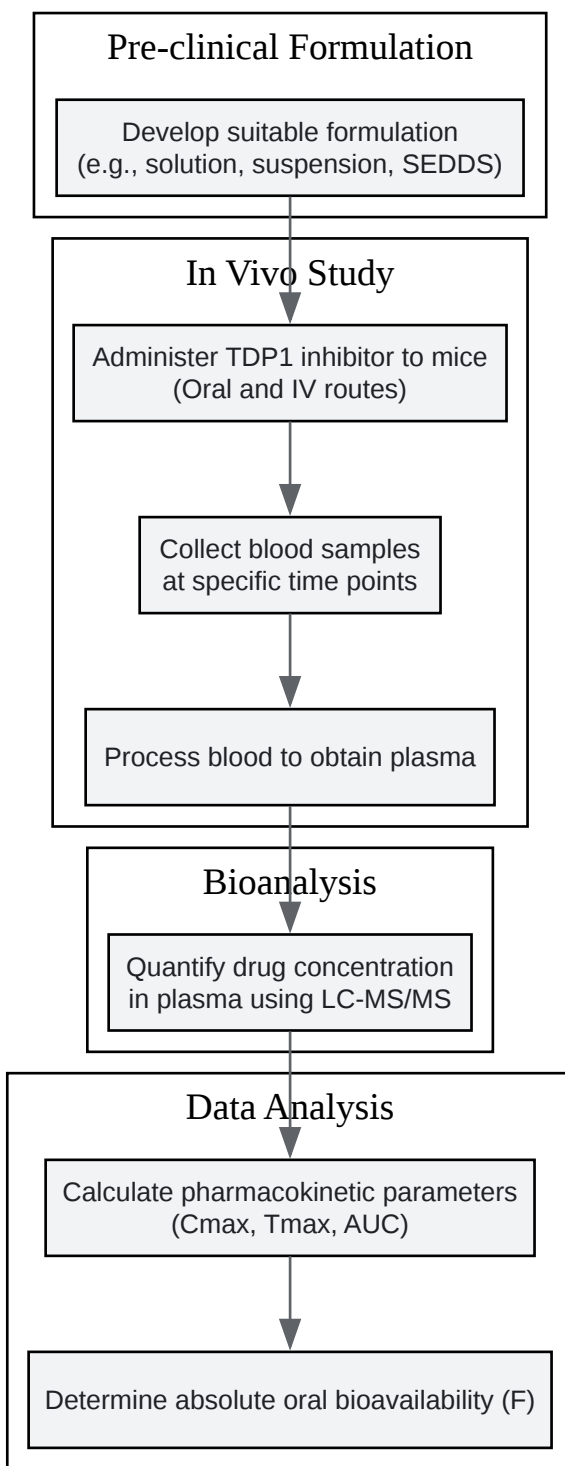 Pre-clinical Formulation
Develop suitable formulation
(e.g., solution, suspension, SEDDS)
In Vivo Study
Administer TDP1 inhibitor to mice
(Oral and IV routes)
Collect blood samples
at specific time points
Process blood to obtain plasma
Bioanalysis
Quantify drug concentration
in plasma using LC-MS/MS
Data Analysis
Calculate pharmacokinetic parameters
(Cmax, Tmax, AUC)
Determine absolute oral bioavailability (F)